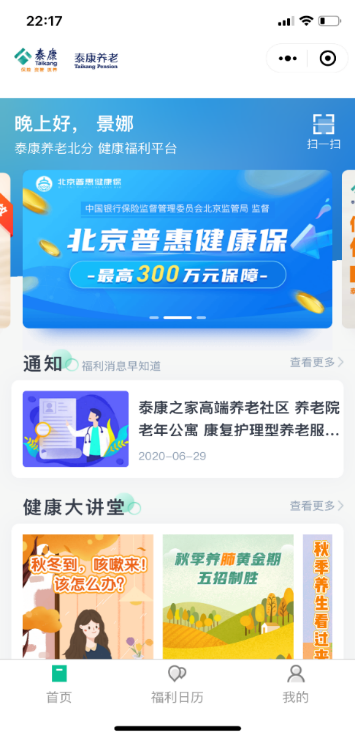 22:17
泰康
Taikang
泰康养老
Taikang Pension
晚上好, 景娜
泰康养老北分 健康福利平台
扫一扫
北京普惠健康保
中国银行保险监督管理委员会北京监管局 监督
北京普惠健康保
-最高300万元保障-
通知
福利消息早知道
查看更多
泰康之家高端养老社区 养老院
老年公寓 康复护理型养老服...
2020-06-29
健康大讲堂
查看更多
秋冬到,咳嗽来!
该怎么办?
秋季养肺黄金期
五招制胜
秋季养生看过来
首页
福利日历
我的